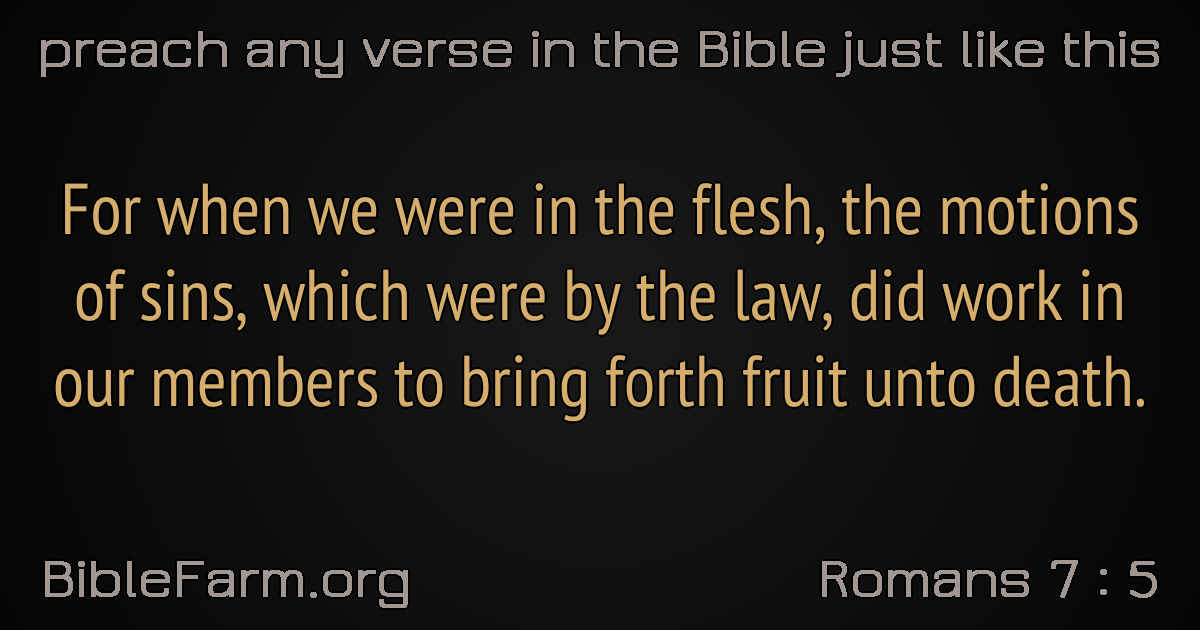 preach any verse in the Bible just like this
For when we were in the flesh, the motions
of sins, which were by the law, did work in
our members to bring forth fruit unto death.
BibleFarm.org
Romans 7 : 5